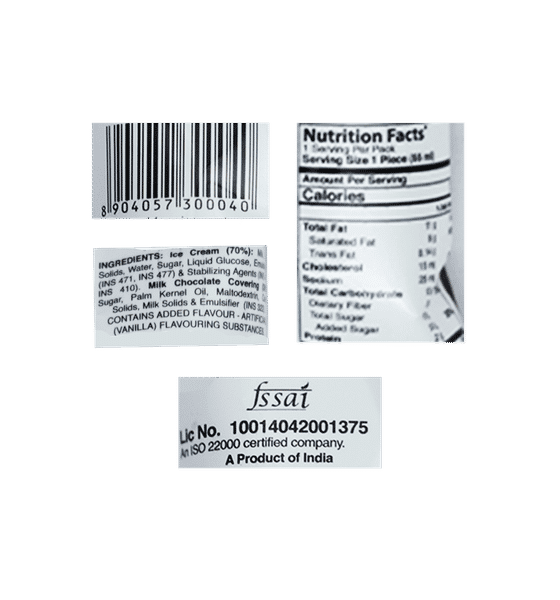 8 904057 300040
INGREDIENTS: Ice Cream (70%):
Solids, Water, Sugar, Liquid Glucose,
(INS 471, INS 477) & Stabilizing Agents
INS 410). Milk Chocolate Covering
Sugar, Palm Kernel Oil, Maltodextrin,
Solids, Milk Solids & Emulsifier (INS
CONTAINS ADDED FLAVOUR -
(VANILLA) FLAVOURING SUBSTANCES
Nutrition Facts*
1 Serving Per Pack
Serving Size 1 Piece
Amount Per Serving
Calories
Total Fat
Saturated Fat
Trans Fat
Cholesterol
Sodium
Total Carbohydrate
Dietary Fiber
Total Sugar
Added Sugar
Protein
fssai
Lic No. 10014042001375
An ISO 22000 certified company.
A Product of India